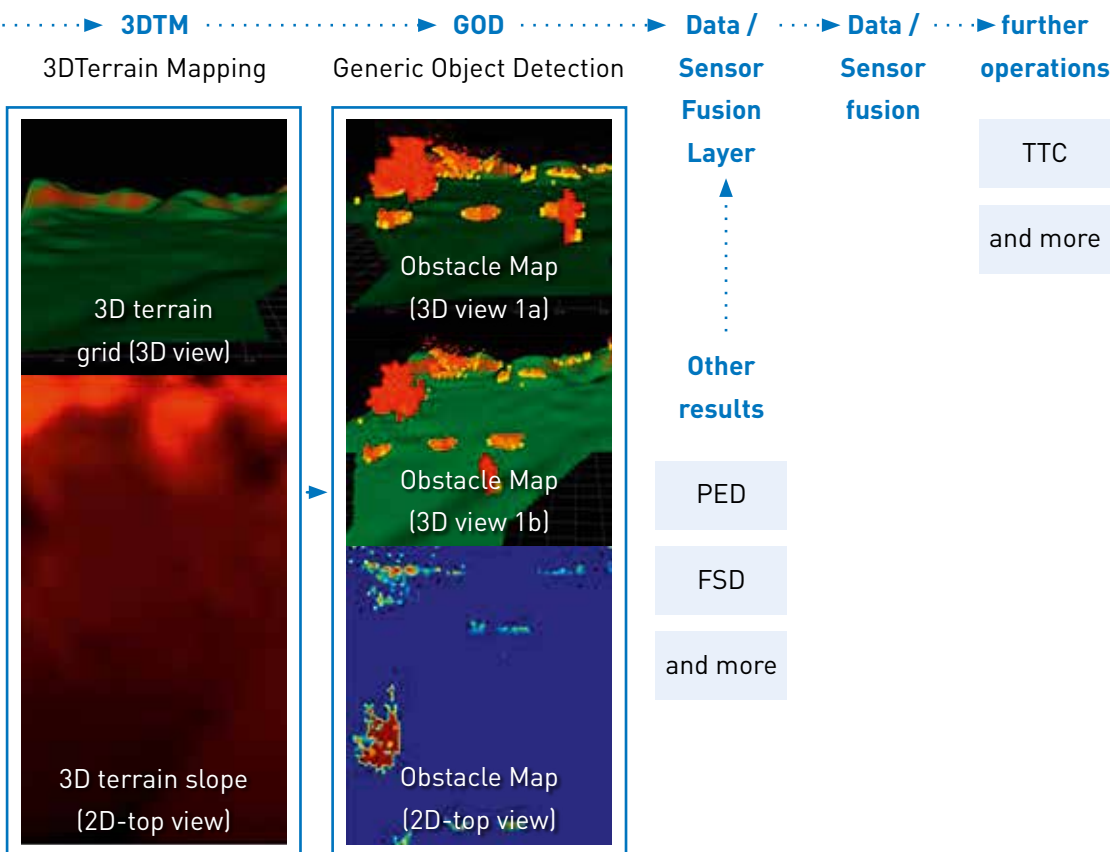 3DTM
3DTerrain Mapping
3D terrain
grid (3D view)
3D terrain slope
(2D-top view)
GOD
Generic Object Detection
Obstacle Map
(3D view 1a)
Obstacle Map
(3D view 1b)
Obstacle Map
(2D-top view)
Data /
Sensor
Fusion
Layer
Other
results
PED
FSD
and more
Data /
Sensor
fusion
further
operations
TTC
and more